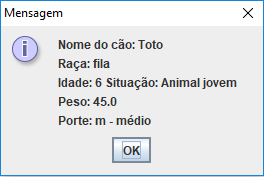 Mensagem
Nome do cão: Toto
Raça: fila
Idade: 6 Situação: Animal jovem
Peso: 45.0
Porte: m - médio
OK